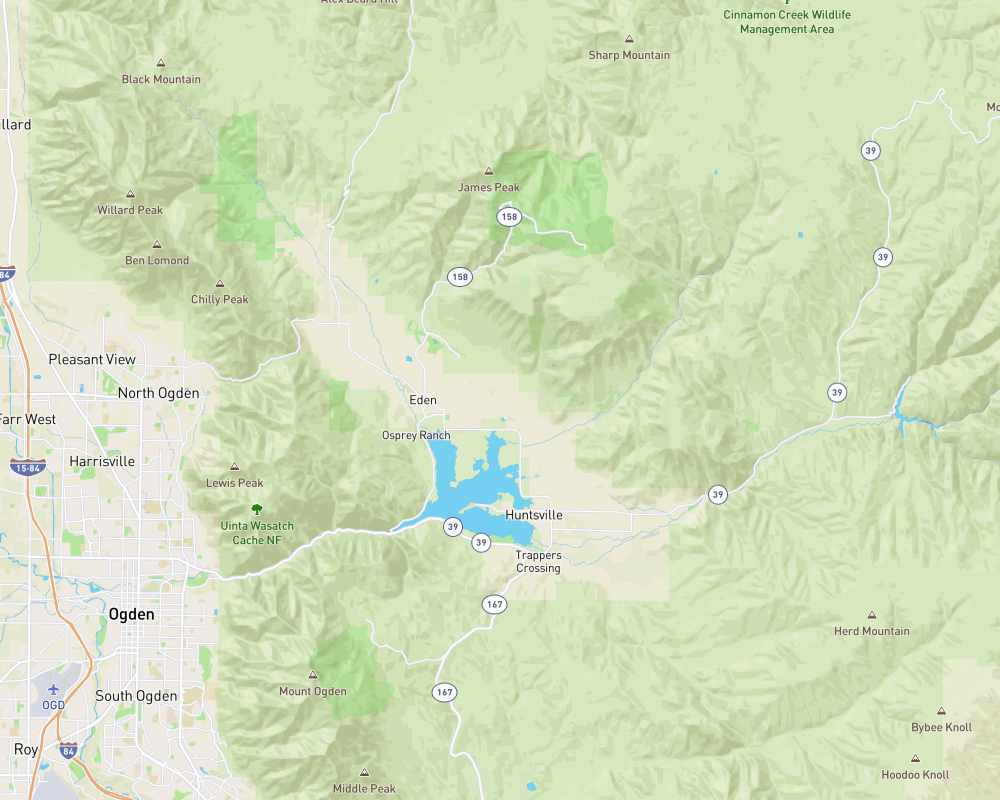 Alex Beard Hill
Cinnamon Creek Wildlife
Management Area
Sharp Mountain
Black Mountain
39
James Peak
158
Willard Peak
Ben Lomond
39
84
158
Chilly Peak
Pleasant View
North Ogden
39
Eden
Farr West
Osprey Ranch
Harrisville
15-84
Lewis Peak
39
Uinta Wasatch
Cache NF
Huntsville
39
39
Trappers
Crossing
167
Ogden
Herd Mountain
Mount Ogden
167
South Ogden
OGD
Bybee Knoll
Roy
84
Hoodoo Knoll
Middle Peak